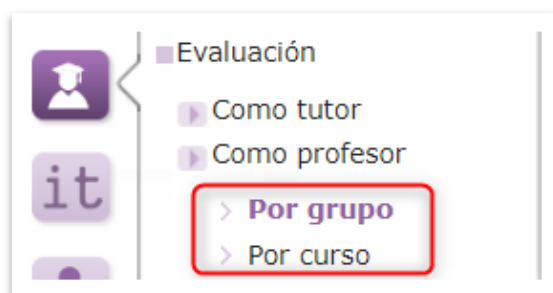 Evaluación
Como tutor
Como profesor
it
Por grupo
Por curso